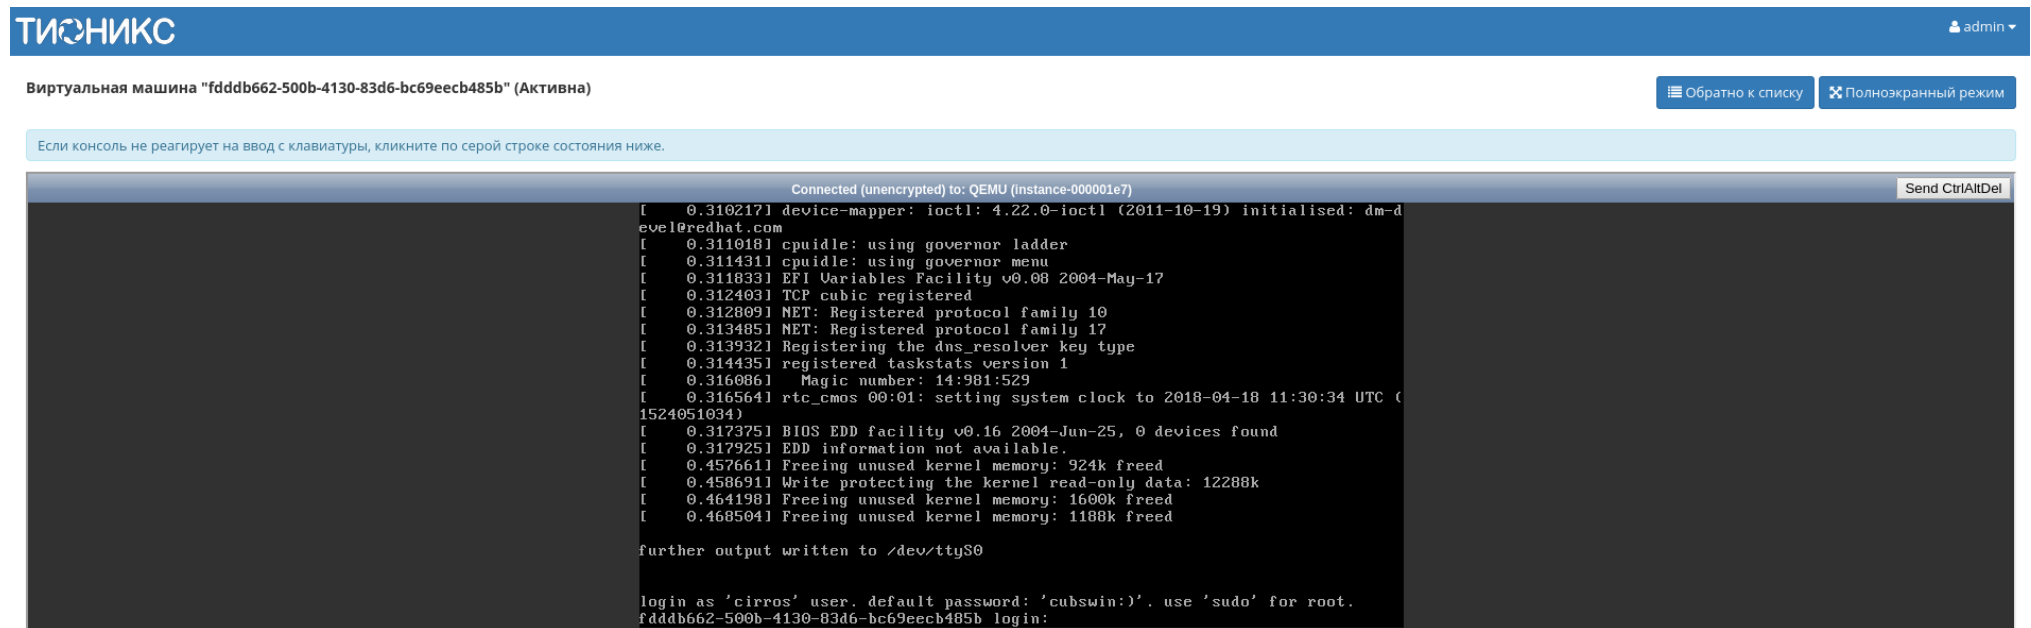 ТИОНИКС
admin
Виртуальная машина "fdddb662-500b-4130-83d6-bc69eecb485b" (Активна)
Обратно к списку
Полноэкранный режим
Если консоль не реагирует на ввод с клавиатуры, кликните по серой строке состояния ниже.
Connected (unencrypted) to: QEMU (instance-000001e7)
Send CtrlAltDel
[    0.310217] device-mapper: ioctl: 4.22.0-ioctl (2011-10-19) initialised: dm-d
evel@redhat.com
[    0.311018] cpuidle: using governor ladder
[    0.311431] cpuidle: using governor menu
[    0.311833] EFI Variables Facility v0.08 2004-May-17
[    0.312403] TCP cubic registered
[    0.312809] NET: Registered protocol family 10
[    0.313485] NET: Registered protocol family 17
[    0.313932] Registering the dns_resolver key type
[    0.314435] registered taskstats version 1
[    0.316086]   Magic number: 14:981:529
[    0.316564] rtc_cmos 00:01: setting system clock to 2018-04-18 11:30:34 UTC (
1524051034)
[    0.317375] BIOS EDD facility v0.16 2004-Jun-25, 0 devices found
[    0.317925] EDD information not available.
[    0.457661] Freeing unused kernel memory: 924k freed
[    0.458691] Write protecting the kernel read-only data: 12288k
[    0.464198] Freeing unused kernel memory: 1600k freed
[    0.468504] Freeing unused kernel memory: 1188k freed
further output written to /dev/ttyS0
login as 'cirros' user. default password: 'cubswin:)'. use 'sudo' for root.
fdddb662-500b-4130-83d6-bc69eecb485b login: